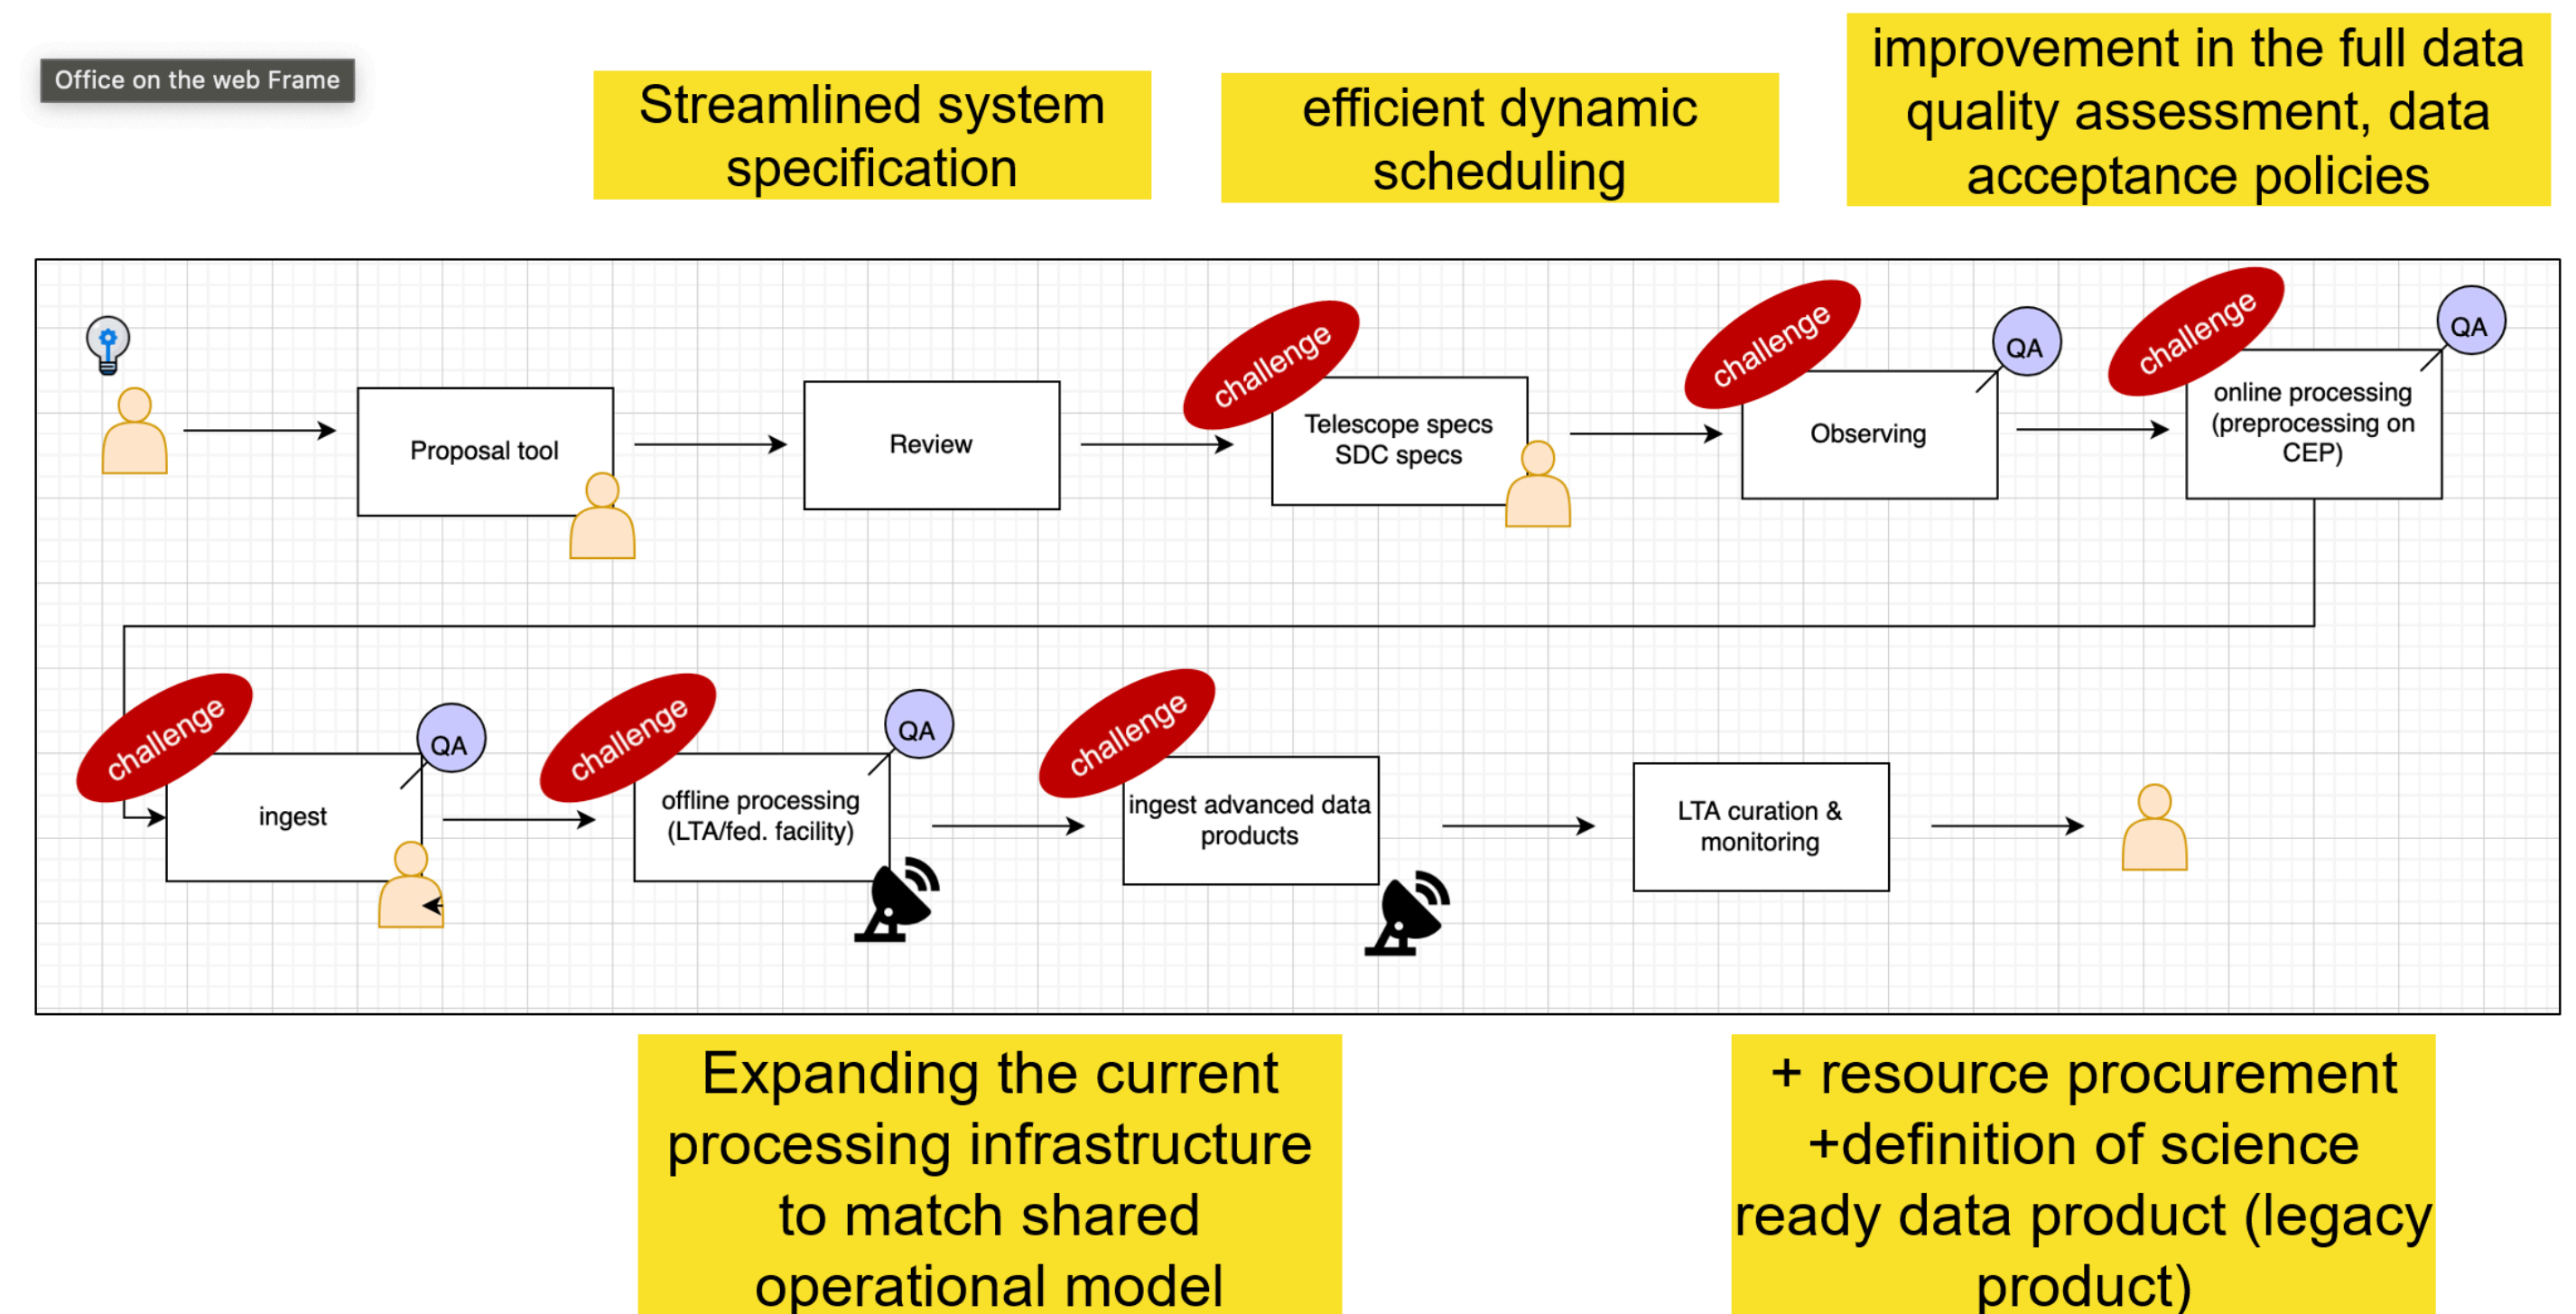 Office on the web Frame
Streamlined system
specification
efficient dynamic
scheduling
improvement in the full data
quality assessment, data
acceptance policies
Proposal tool
Review
challenge
Telescope specs
SDC specs
challenge
Observing
QA
challenge
online processing
(preprocessing on
CEP)
QA
challenge
ingest
QA
challenge
offline processing
(LTA/fed. facility)
QA
challenge
ingest advanced data
products
LTA curation &
monitoring
Expanding the current
processing infrastructure
to match shared
operational model
+ resource procurement
+definition of science
ready data product (legacy
product)